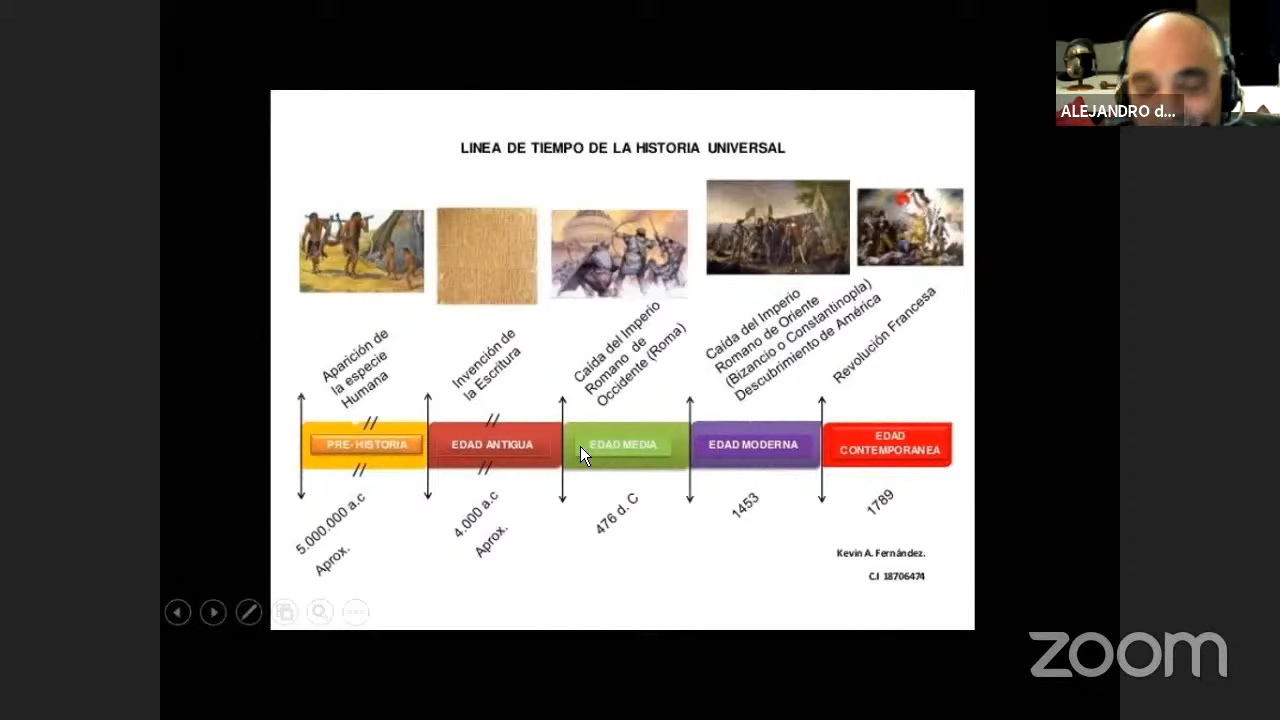 ALEJANDRO d...
LINEA DE TIEMPO DE LA HISTORIA UNIVERSAL
Aparición de
la especie
Humana
Invención de
la Escritura
Caída del Imperio
Romano de
Occidente (Roma)
Caída del Imperio
Romano de Oriente
(Bizancio o Constantinopla)
Descubrimiento de América
Revolución Francesa
PRE-HISTORIA
EDAD ANTIGUA
EDAD MEDIA
EDAD MODERNA
EDAD
CONTEMPORANEA
5.000.000 a.c
Aprox.
4.000 a.c
Aprox.
476 d. C
1453
1789
Kevin A. Fernández.
C.I 18706474
zoom